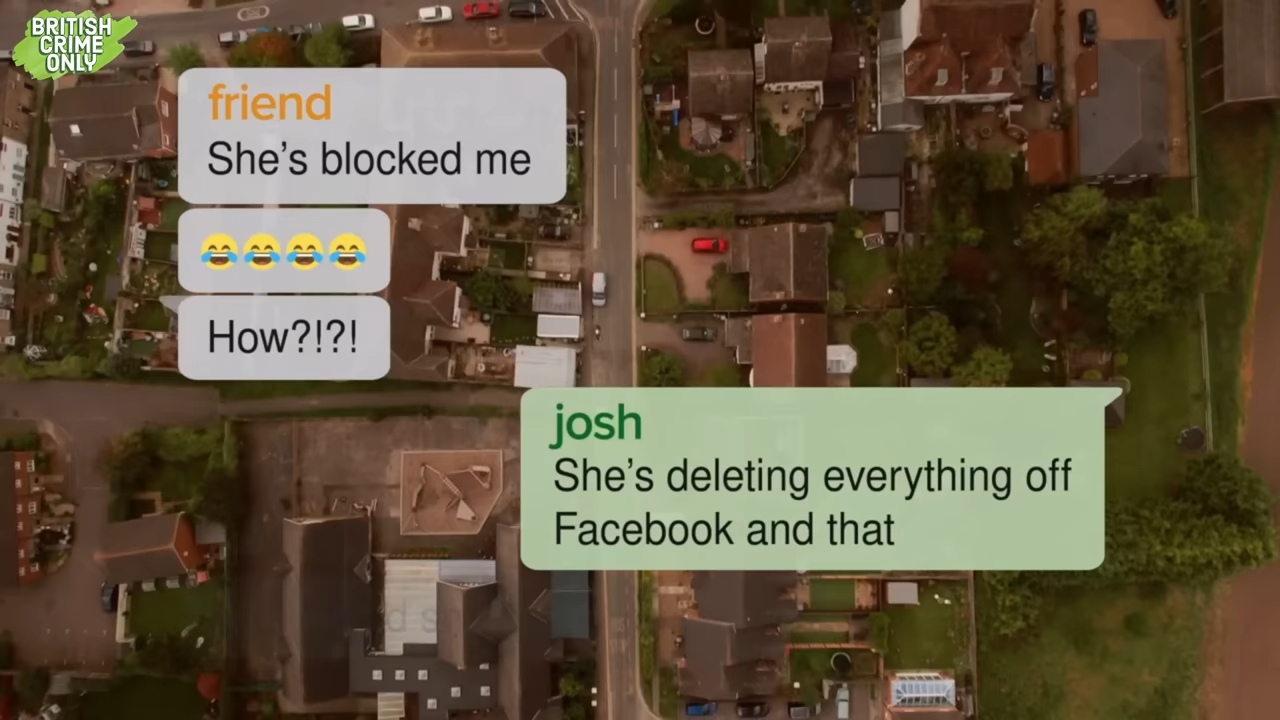 BRITISH
CRIME
ONLY
friend
She's blocked me
😂😂😂😂
How?!?!
josh
She's deleting everything off
Facebook and that